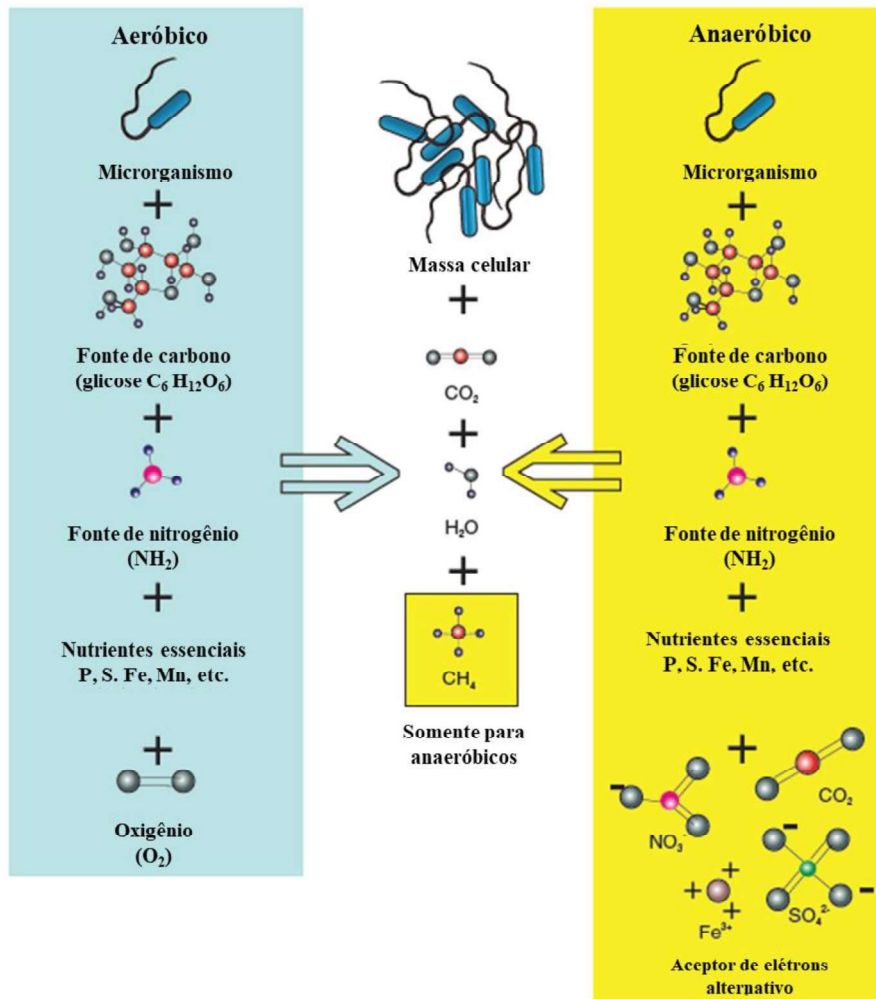 Aeróbico
Microrganismo
+
Fonte de carbono
(glicose C₆ H₁₂O₆)
+
Fonte de nitrogênio
(NH₂)
+
Nutrientes essenciais
P, S. Fe, Mn, etc.
+
Oxigênio
(O₂)
Massa celular
+
CO₂
+
H₂O
+
CH₄
Somente para
anaeróbicos
Anaeróbico
Microrganismo
+
Fonte de carbono
(glicose C₆ H₁₂O₆)
+
Fonte de nitrogênio
(NH₂)
+
Nutrientes essenciais
P, S. Fe, Mn, etc.
+
NO₃⁻
CO₂
Fe³⁺
SO₄²⁻
Aceptor de elétrons
alternativo